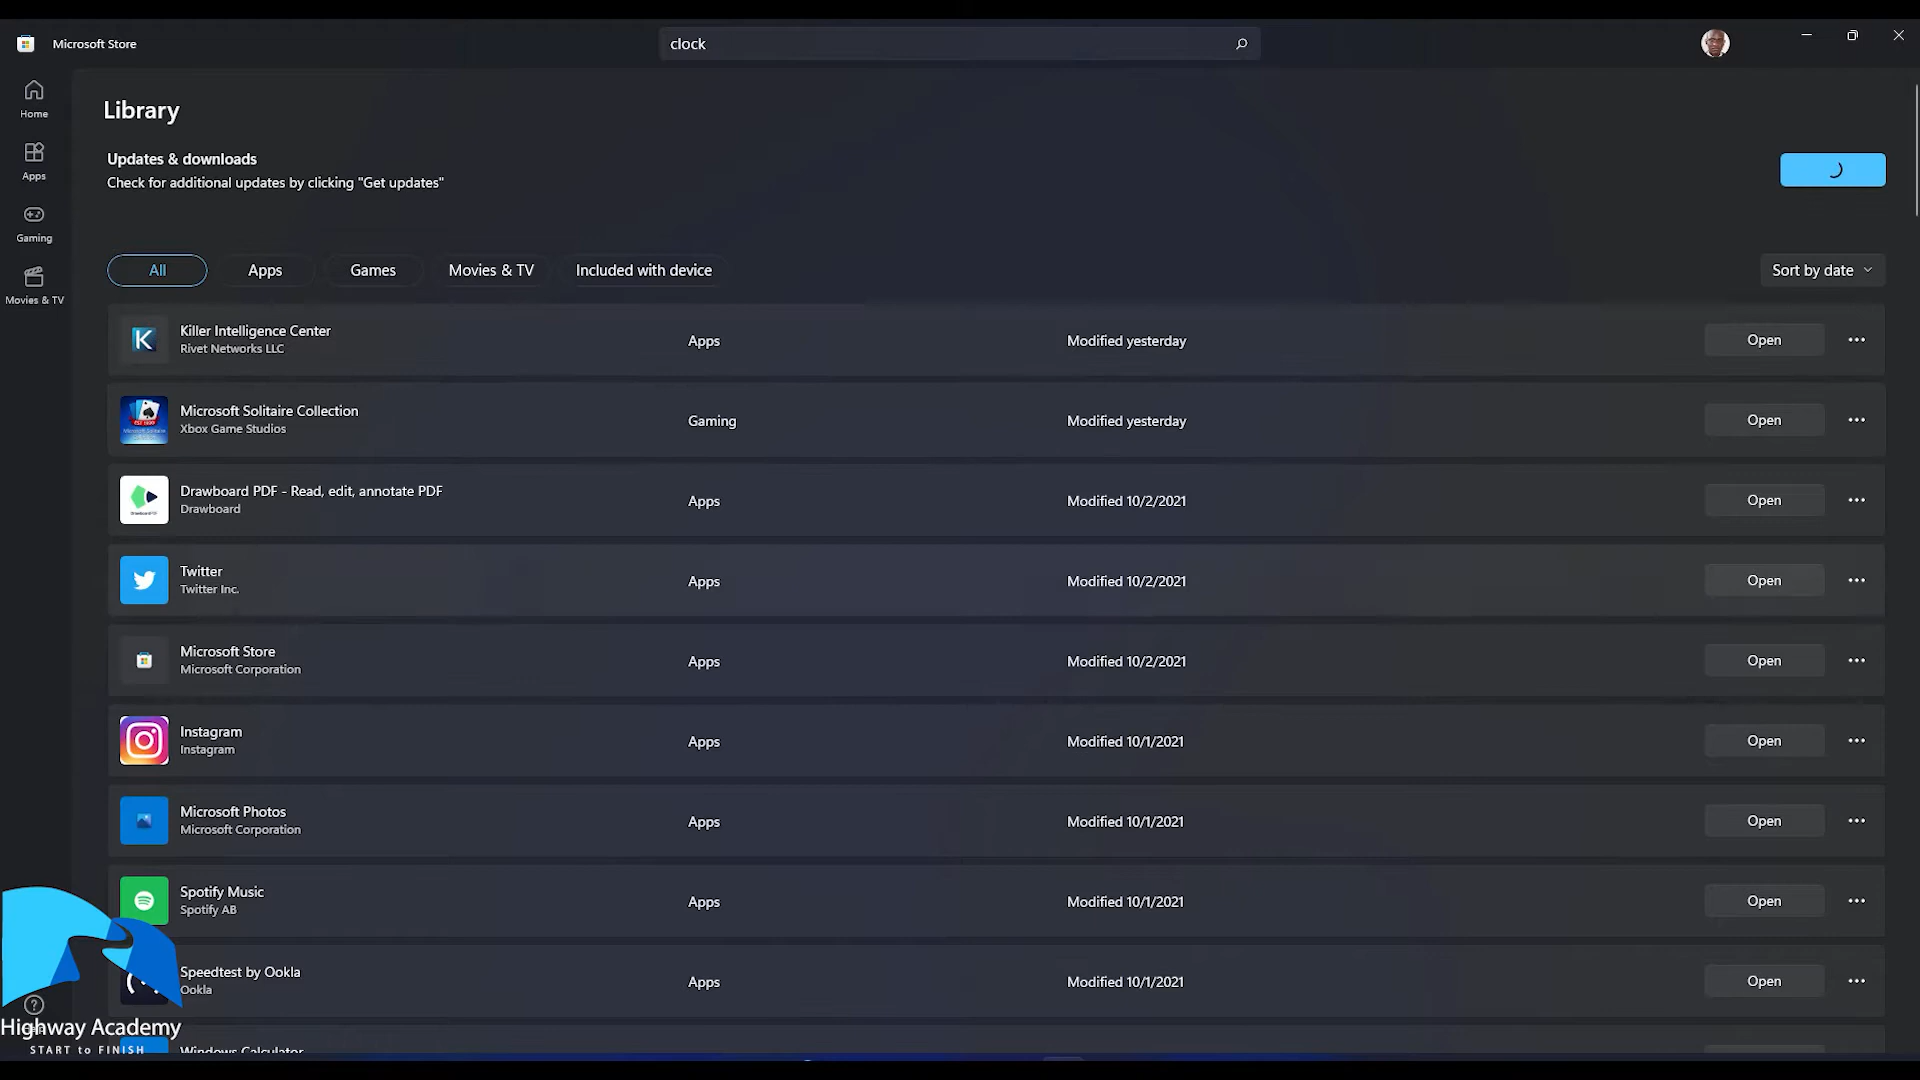 Microsoft Store
clock
Home
Apps
Gaming
Movies & TV
Library
Updates & downloads
Check for additional updates by clicking "Get updates"
All
Apps
Games
Movies & TV
Included with device
Sort by date
Killer Intelligence Center
Rivet Networks LLC
Apps
Modified yesterday
Open
Microsoft Solitaire Collection
Xbox Game Studios
Gaming
Modified yesterday
Open
Drawboard PDF - Read, edit, annotate PDF
Drawboard
Apps
Modified 10/2/2021
Open
Twitter
Twitter Inc.
Apps
Modified 10/2/2021
Open
Microsoft Store
Microsoft Corporation
Apps
Modified 10/2/2021
Open
Instagram
Instagram
Apps
Modified 10/1/2021
Open
Microsoft Photos
Microsoft Corporation
Apps
Modified 10/1/2021
Open
Spotify Music
Spotify AB
Apps
Modified 10/1/2021
Open
Speedtest by Ookla
Ookla
Apps
Modified 10/1/2021
Open
Windows Calculator
Highway Academy
START to FINISH